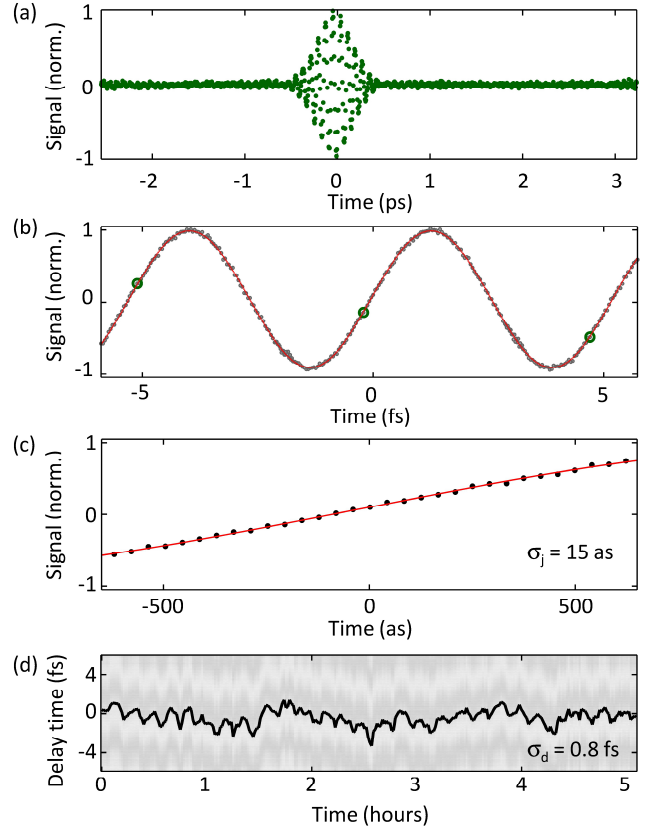 (a)
Signal (norm.)
1
0
-1
-2
-1
0
1
2
3
Time (ps)
(b)
Signal (norm.)
1
0
-1
-5
0
5
Time (fs)
(c)
Signal (norm.)
1
0
-1
σj = 15 as
-500
0
500
Time (as)
(d)
Delay time (fs)
4
0
-4
σd = 0.8 fs
0
1
2
3
4
5
Time (hours)